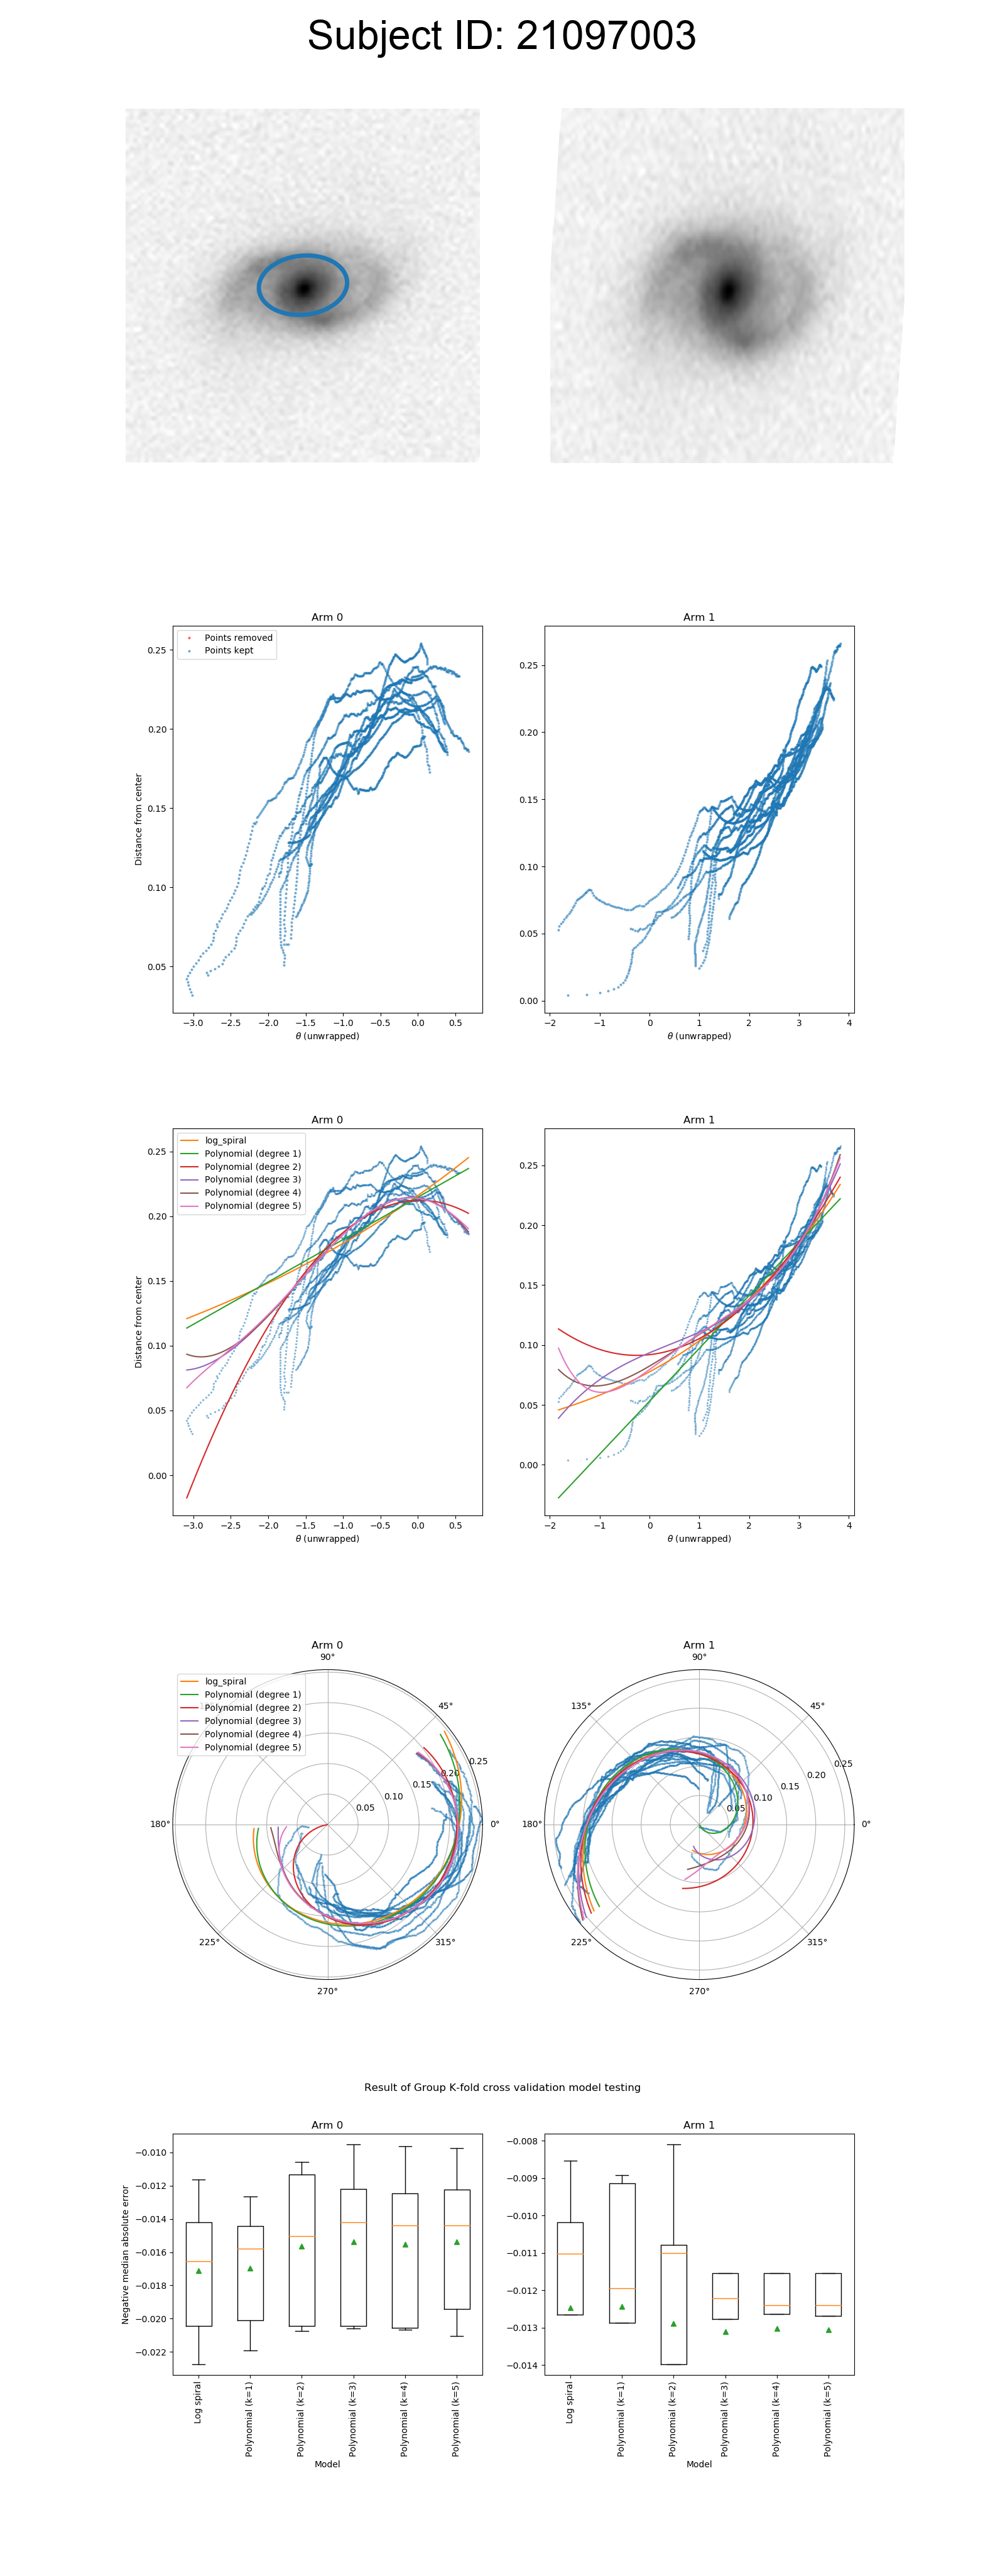 Subject ID: 21097003
Arm 0
Arm 1
Points removed
Points kept
0.25
0.20
0.15
0.10
0.05
Distance from center
−3.0 −2.5 −2.0 −1.5 −1.0 −0.5 0.0 0.5
θ (unwrapped)
0.25
0.20
0.15
0.10
0.05
0.00
−2 −1 0 1 2 3 4
θ (unwrapped)
Arm 0
Arm 1
log_spiral
Polynomial (degree 1)
Polynomial (degree 2)
Polynomial (degree 3)
Polynomial (degree 4)
Polynomial (degree 5)
0.25
0.20
0.15
0.10
0.05
0.00
Distance from center
−3.0 −2.5 −2.0 −1.5 −1.0 −0.5 0.0 0.5
θ (unwrapped)
0.25
0.20
0.15
0.10
0.05
0.00
−2 −1 0 1 2 3 4
θ (unwrapped)
Arm 0
90°
45°
0°
315°
270°
225°
180°
0.05
0.10
0.15
0.20
0.25
log_spiral
Polynomial (degree 1)
Polynomial (degree 2)
Polynomial (degree 3)
Polynomial (degree 4)
Polynomial (degree 5)
Arm 1
90°
45°
0°
315°
270°
225°
180°
135°
0.05
0.10
0.15
0.20
0.25
Result of Group K-fold cross validation model testing
Arm 0
Arm 1
Negative median absolute error
−0.010
−0.012
−0.014
−0.016
−0.018
−0.020
−0.022
Log spiral
Polynomial (k=1)
Polynomial (k=2)
Polynomial (k=3)
Polynomial (k=4)
Polynomial (k=5)
Model
−0.008
−0.009
−0.010
−0.011
−0.012
−0.013
−0.014
Log spiral
Polynomial (k=1)
Polynomial (k=2)
Polynomial (k=3)
Polynomial (k=4)
Polynomial (k=5)
Model